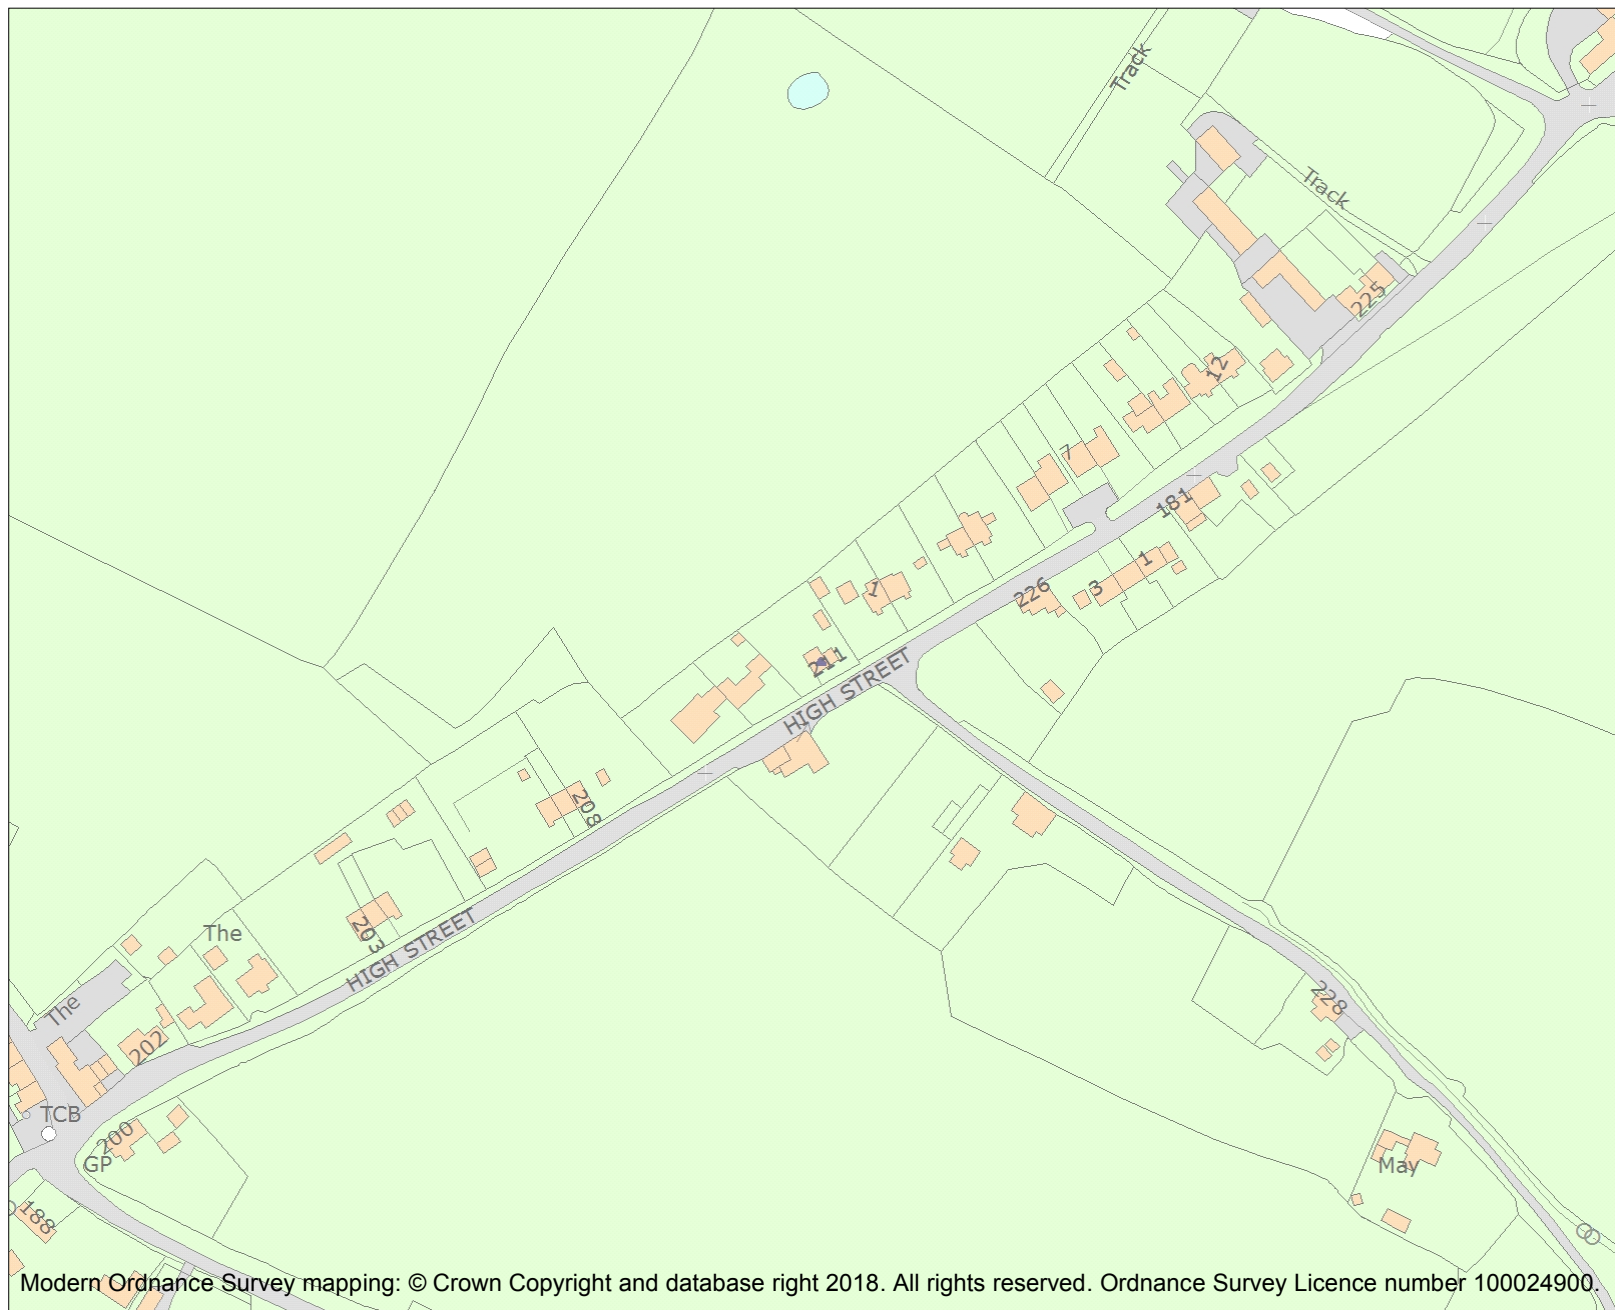 Track
Track
225
12
7
181
1
3
226
1
211
HIGH STREET
208
203
HIGH STREET
The
The
202
TCB
200
GP
188
228
May
Modern Ordnance Survey mapping: © Crown Copyright and database right 2018. All rights reserved. Ordnance Survey Licence number 100024900.